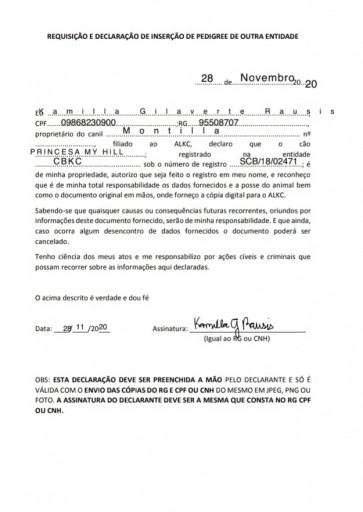 REQUISIÇÃO E DECLARAÇÃO DE INSERÇÃO DE PEDIGREE DE OUTRA ENTIDADE
28 de Novembro 2020
Eu Kamilla Gilaverte Rausis
CPF 09868230900 ;RG 95508707
proprietário do canil Montilla nº
, filiado ao ALKC, declaro que o cão
PRINCESA MY HILL ; registrado na entidade
CBKC sob o número de registro SCB/18/02471; é
de minha propriedade, autorizo que seja feito o registro em meu nome, e reconheço
que é de minha total responsabilidade os dados fornecidos e a posse do animal bem
como o documento original em mãos, onde forneço a cópia digital para o ALKC.
Sabendo-se que quaisquer causas ou consequências futuras recorrentes, oriundos por
informações deste documento fornecido, serão de minha responsabilidade. E que ainda,
caso ocorra algum desencontro de dados fornecidos o documento poderá ser
cancelado.
Tenho ciência dos meus atos e me responsabilizo por ações cíveis e criminais que
possam recorrer sobre as informações aqui declaradas.
O acima descrito é verdade e dou fé
Data: 28/11/2020 Assinatura: Kamilla G Rausis
(Igual ao RG ou CNH)
OBS: ESTA DECLARAÇÃO DEVE SER PREENCHIDA A MÃO PELO DECLARANTE E SÓ É
VÁLIDA COM O ENVIO DAS CÓPIAS DO RG E CPF OU CNH DO MESMO EM JPEG, PNG OU
FOTO. A ASSINATURA DO DECLARANTE DEVE SER A MESMA QUE CONSTA NO RG CPF
OU CNH.